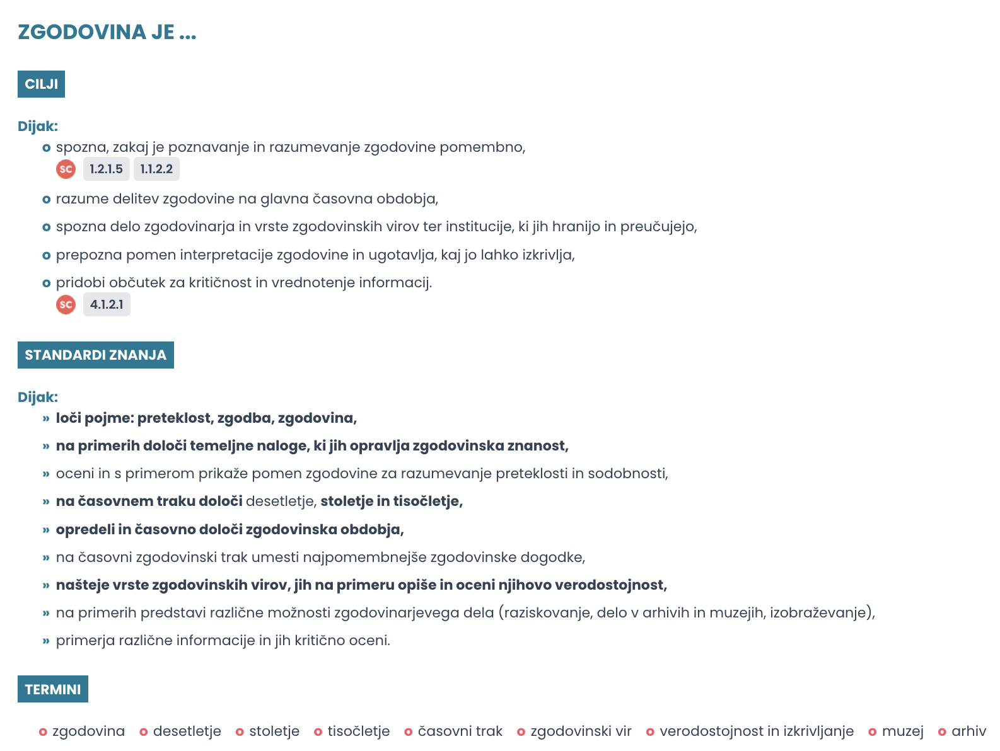 ZGODOVINA JE ...
CILJI
Dijak:
o spozna, zakaj je poznavanje in razumevanje zgodovine pomembno,
SC 1.2.1.5 1.1.2.2
o razume delitev zgodovine na glavna časovna obdobja,
o spozna delo zgodovinarja in vrste zgodovinskih virov ter institucije, ki jih hranijo in preučujejo,
o prepozna pomen interpretacije zgodovine in ugotavlja, kaj jo lahko izkrivlja,
o pridobi občutek za kritičnost in vrednotenje informacij.
SC 4.1.2.1
STANDARDI ZNANJA
Dijak:
» loči pojme: preteklost, zgodba, zgodovina,
» na primerih določi temeljne naloge, ki jih opravlja zgodovinska znanost,
» oceni in s primerom prikaže pomen zgodovine za razumevanje preteklosti in sodobnosti,
» na časovnem traku določi desetletje, stoletje in tisočletje,
» opredeli in časovno določi zgodovinska obdobja,
» na časovni zgodovinski trak umesti najpomembnejše zgodovinske dogodke,
» našteje vrste zgodovinskih virov, jih na primeru opiše in oceni njihovo verodostojnost,
» na primerih predstavi različne možnosti zgodovinarjevega dela (raziskovanje, delo v arhivih in muzejih, izobraževanje),
» primerja različne informacije in jih kritično oceni.
TERMINI
o zgodovina o desetletje o stoletje o tisočletje o časovni trak o zgodovinski vir o verodostojnost in izkrivljanje o muzej o arhiv